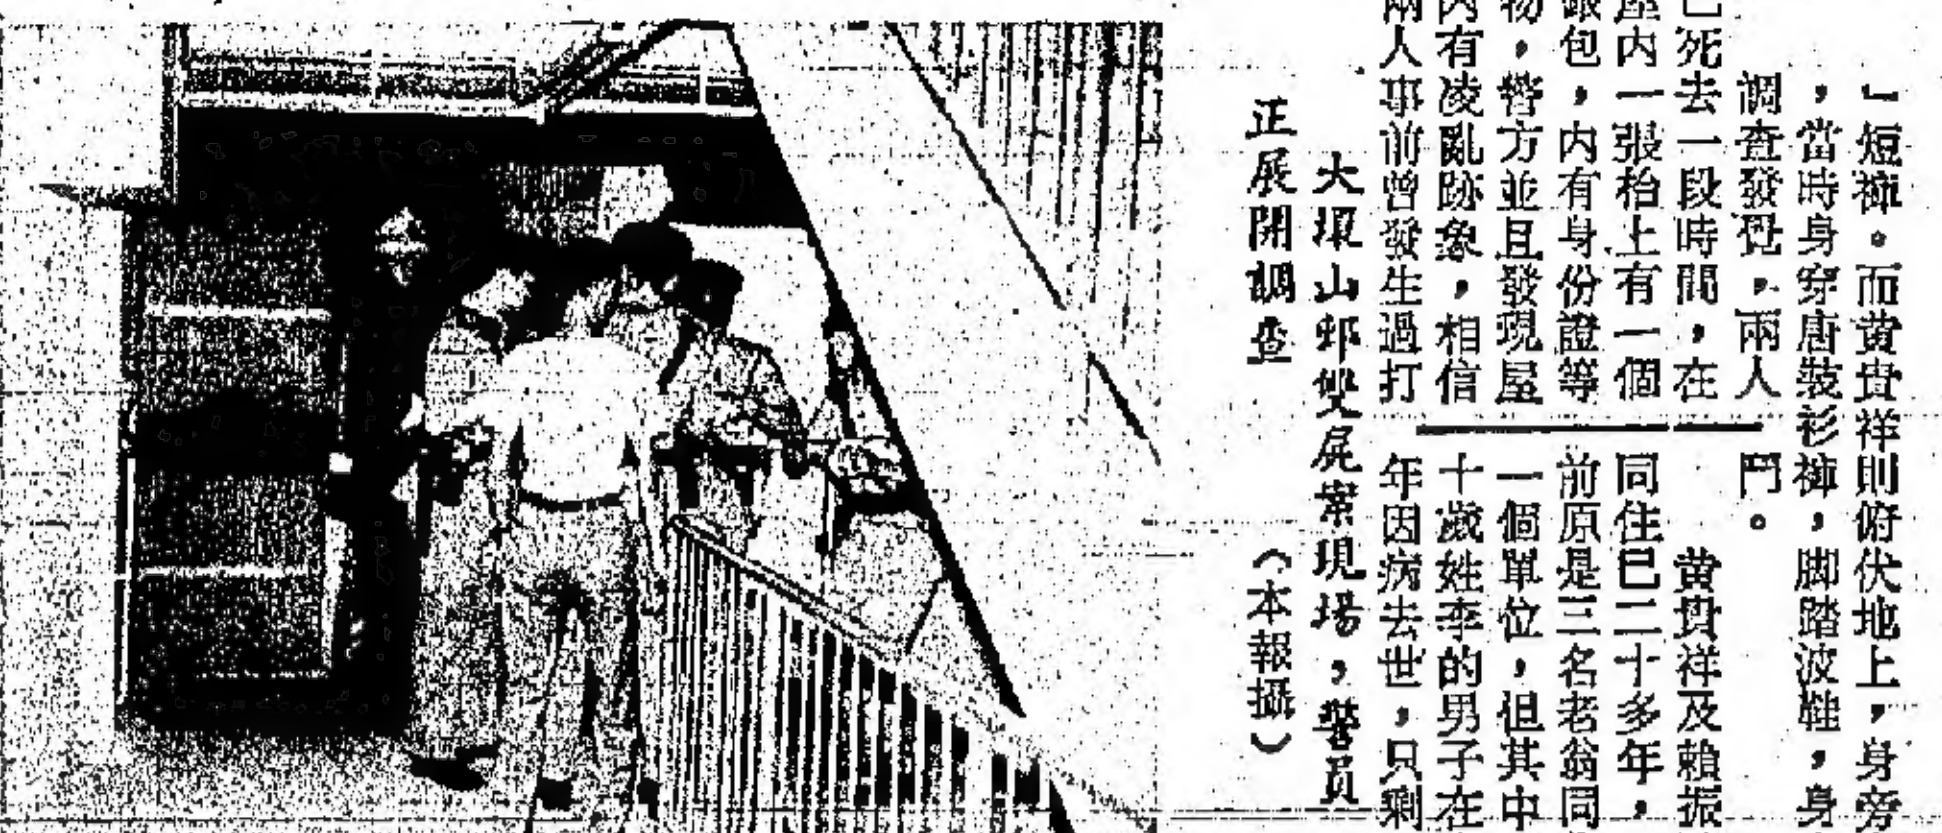 」短褲。而黃貴祥則俯伏地上，身旁
，當時身穿唐裝衫褲，脚踏波鞋，身
調查發覺，兩人
鬥。
死去一段時間，在
黃貴祥及賴振
屋內一張枱上有一個
同住已二十多年，
銀包，內有身份證等
前原是三名老翁同
物，警方並且發現屋
一個單位，但其中
內有凌亂跡象，相信
十歲姓李的男子在
兩人事前曾發生過打
年因病去世，只剩
大環山邨雙屍案現場，警員
正展開調查 （本報攝）